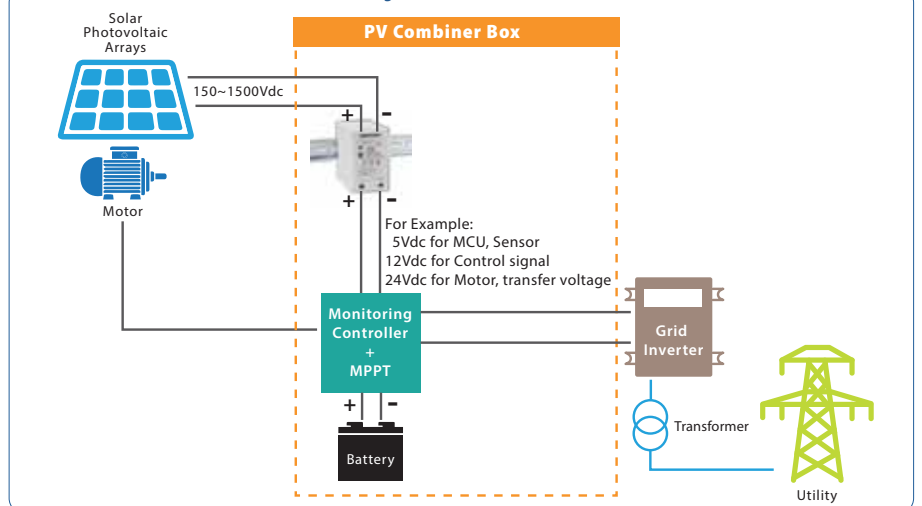 Solar
Photovoltaic
Arrays
PV Combiner Box
150~1500Vdc
+ -
+ -
Motor
For Example:
5Vdc for MCU, Sensor
12Vdc for Control signal
24Vdc for Motor, transfer voltage
Monitoring
Controller
+
MPPT
Grid
Inverter
+ -
Battery
Transformer
Utility